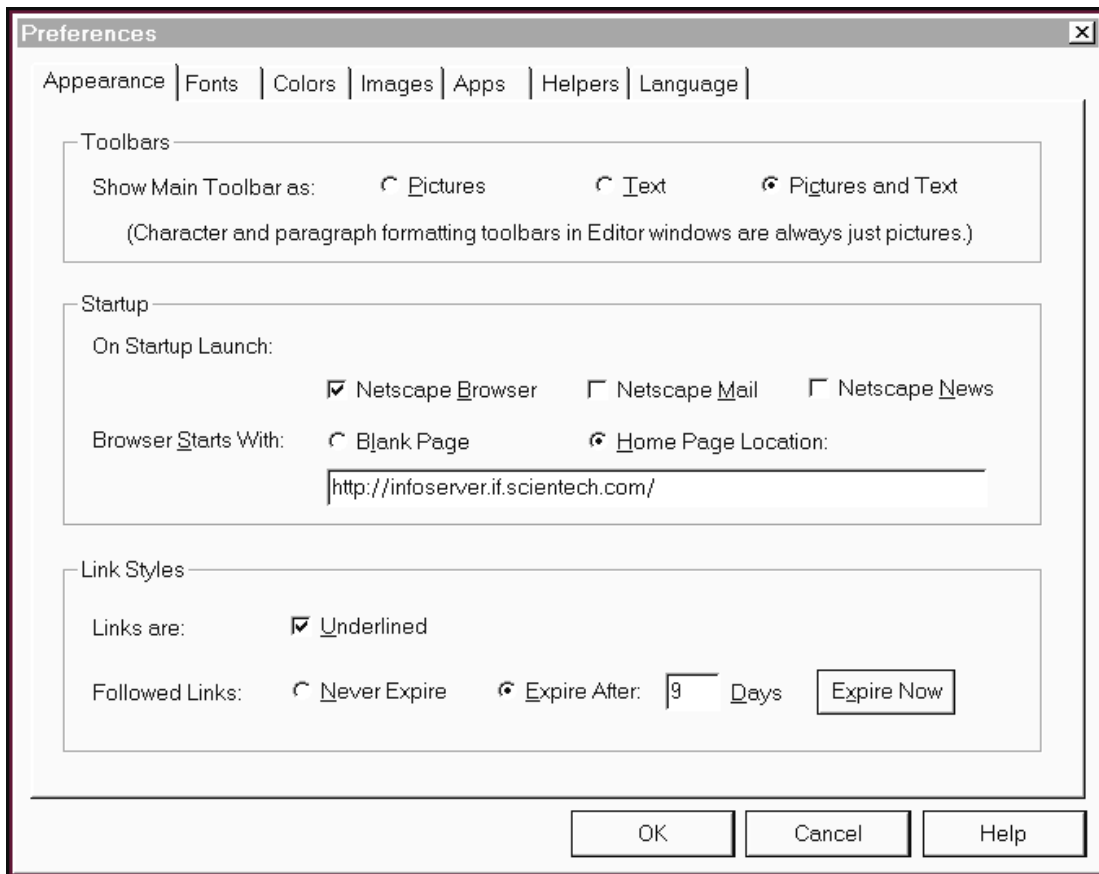 Preferences
Appearance Fonts Colors Images Apps Helpers Language
Toolbars
Show Main Toolbar as: Pictures Text Pictures and Text
(Character and paragraph formatting toolbars in Editor windows are always just pictures.)
Startup
On Startup Launch:
Netscape Browser Netscape Mail Netscape News
Browser Starts With: Blank Page Home Page Location:
http://infoserver.if.scientech.com/
Link Styles
Links are: Underlined
Followed Links: Never Expire Expire After: 9 Days Expire Now
OK Cancel Help